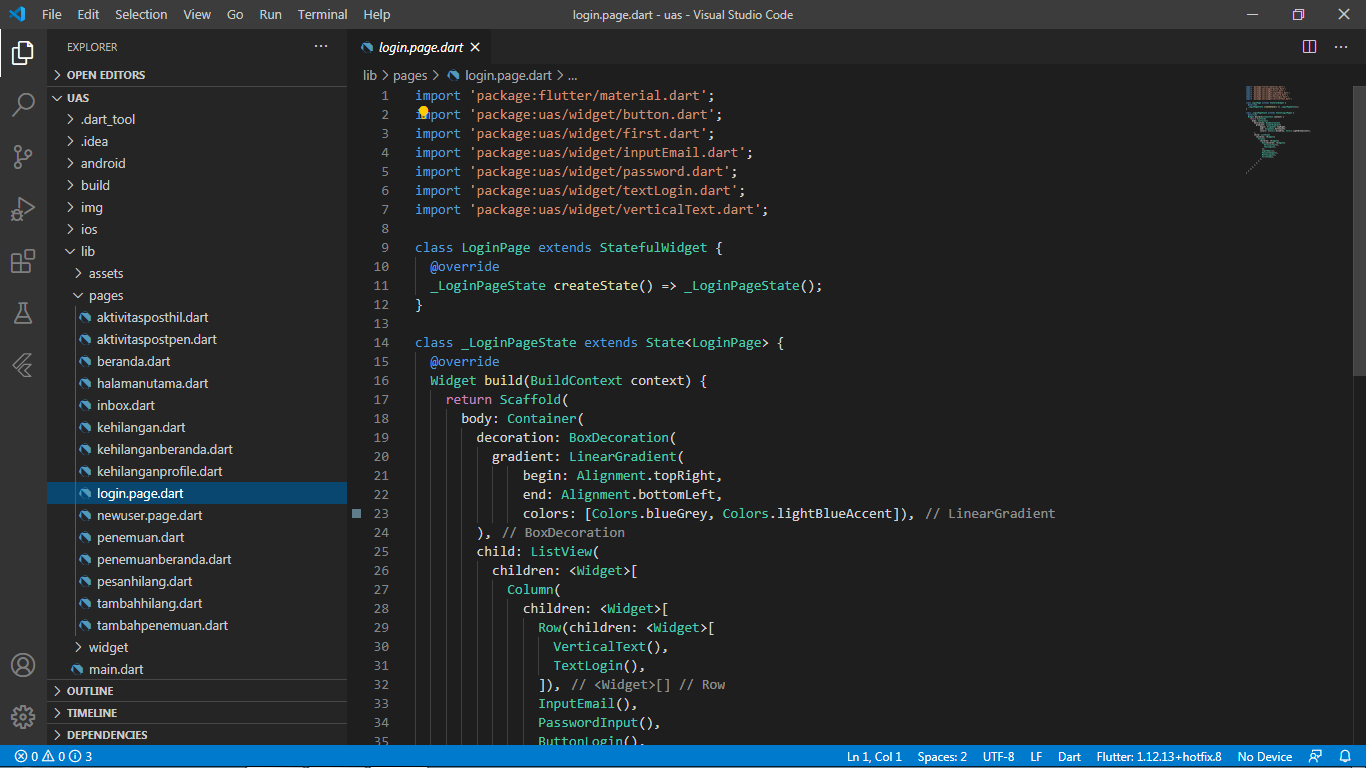 File Edit Selection View Go Run Terminal Help
login.page.dart - uas - Visual Studio Code
EXPLORER
OPEN EDITORS
UAS
.dart_tool
.idea
android
build
img
ios
lib
assets
pages
aktivitasposthil.dart
aktivitaspostpen.dart
beranda.dart
halamanutama.dart
inbox.dart
kehilangan.dart
kehilanganberanda.dart
kehilanganprofile.dart
login.page.dart
newuser.page.dart
penemuan.dart
penemuanberanda.dart
pesanhilang.dart
tambahhilang.dart
tambahpenemuan.dart
widget
main.dart
OUTLINE
TIMELINE
DEPENDENCIES
login.page.dart
lib > pages > login.page.dart > ...
1 import 'package:flutter/material.dart';
2 import 'package:uas/widget/button.dart';
3 import 'package:uas/widget/first.dart';
4 import 'package:uas/widget/inputEmail.dart';
5 import 'package:uas/widget/password.dart';
6 import 'package:uas/widget/textLogin.dart';
7 import 'package:uas/widget/verticalText.dart';
8
9 class LoginPage extends StatefulWidget {
10 @override
11 _LoginPageState createState() => _LoginPageState();
12 }
13
14 class _LoginPageState extends State<LoginPage> {
15 @override
16 Widget build(BuildContext context) {
17 return Scaffold(
18 body: Container(
19 decoration: BoxDecoration(
20 gradient: LinearGradient(
21 begin: Alignment.topRight,
22 end: Alignment.bottomLeft,
23 colors: [Colors.blueGrey, Colors.lightBlueAccent]), // LinearGradient
24 ), // BoxDecoration
25 child: ListView(
26 children: <Widget>[
27 Column(
28 children: <Widget>[
29 Row(children: <Widget>[
30 VerticalText(),
31 TextLogin(),
32 ]), // <Widget>[] // Row
33 InputEmail(),
34 PasswordInput(),
35 ButtonLogin(),
0 0 3
Ln 1, Col 1 Spaces: 2 UTF-8 LF Dart Flutter: 1.12.13+hotfix.8 No Device